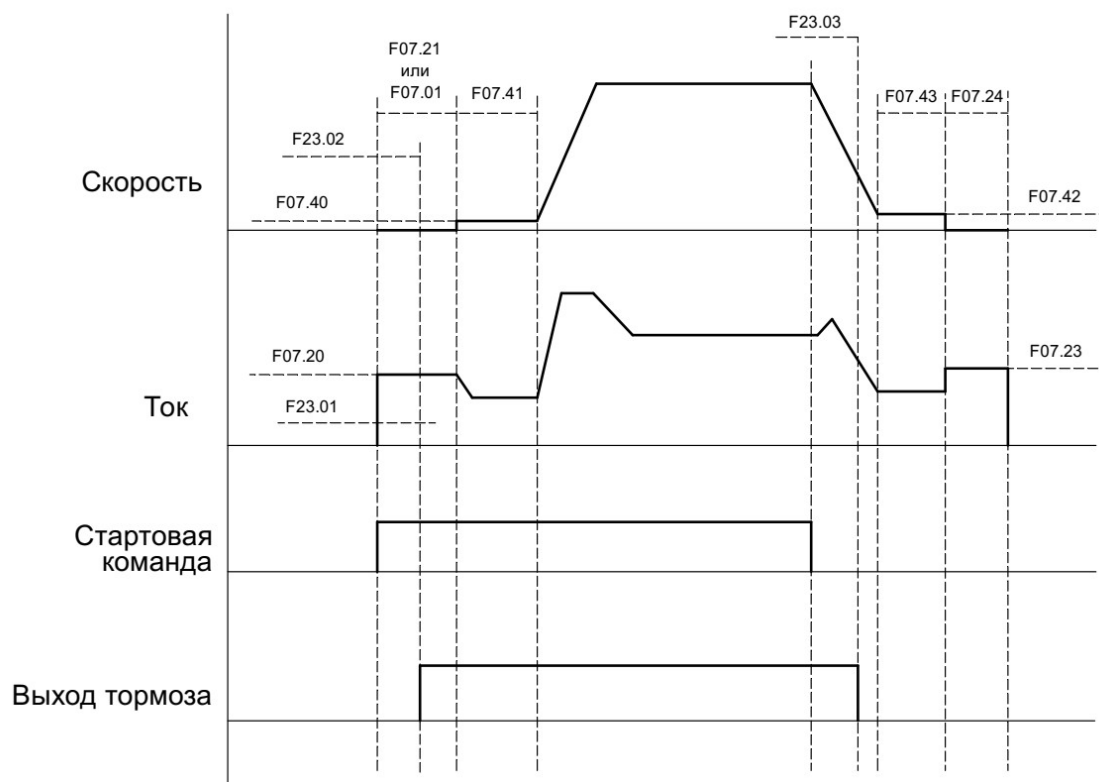 F23.03
F07.21
или
F07.01
F07.41
F07.43
F07.24
F23.02
Скорость
F07.40
F07.42
F07.20
F07.23
Ток
F23.01
Стартовая
команда
Выход тормоза